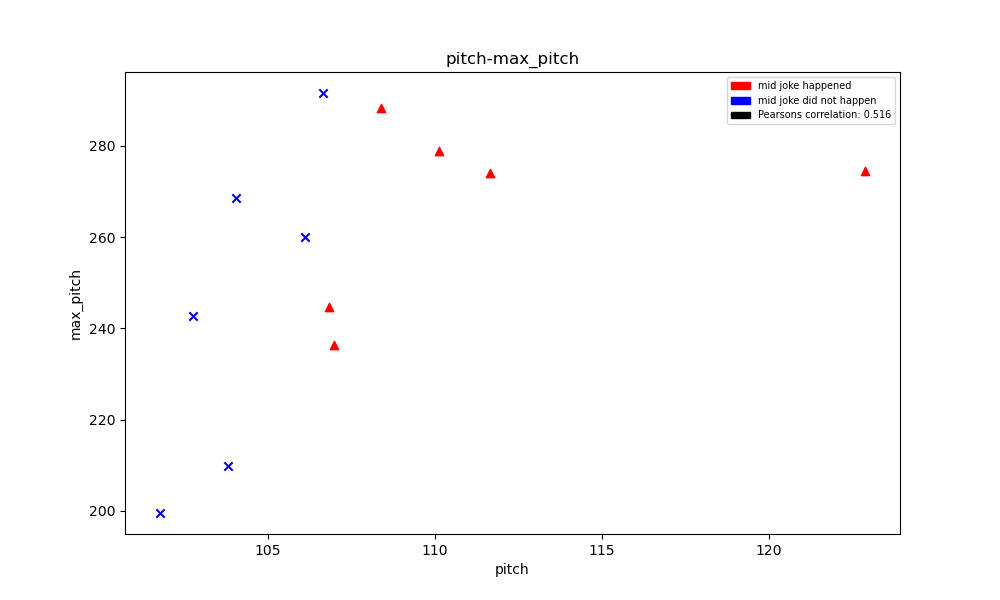 pitch-max_pitch
mid joke happened
mid joke did not happen
Pearsons correlation: 0.516
max_pitch
280
260
240
220
200
105 110 115 120
pitch